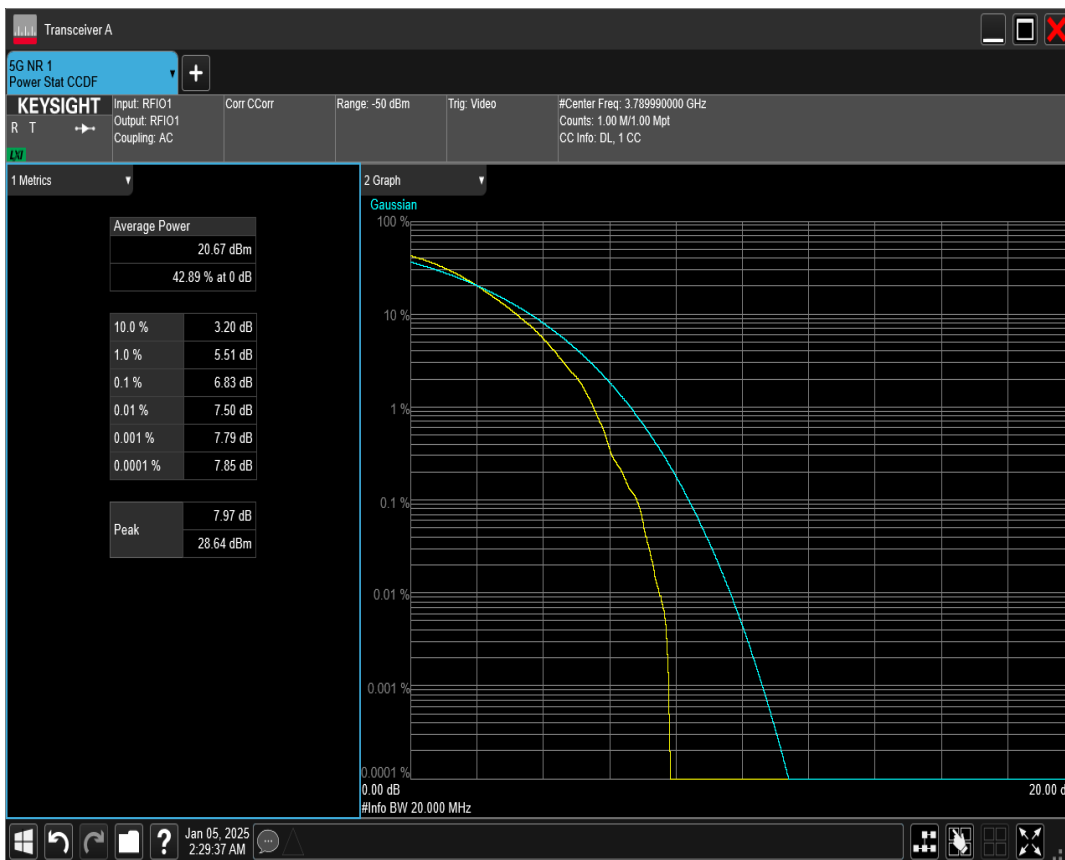 Transceiver A
5G NR 1
Power Stat CCDF
+
KEYSIGHT
R T
LXI
Input: RFIO1
Output: RFIO1
Coupling: AC
Corr CCorr
Range: -50 dBm
Trig: Video
#Center Freq: 3.789990000 GHz
Counts: 1.00 M/1.00 Mpt
CC Info: DL, 1 CC
1 Metrics
Average Power
20.67 dBm
42.89 % at 0 dB
10.0 % 3.20 dB
1.0 % 5.51 dB
0.1 % 6.83 dB
0.01 % 7.50 dB
0.001 % 7.79 dB
0.0001 % 7.85 dB
Peak 7.97 dB
28.64 dBm
2 Graph
Gaussian
100 %
10 %
1 %
0.1 %
0.01 %
0.001 %
0.0001 %
0.00 dB
20.00 d
#Info BW 20.000 MHz
?
Jan 05, 2025
2:29:37 AM